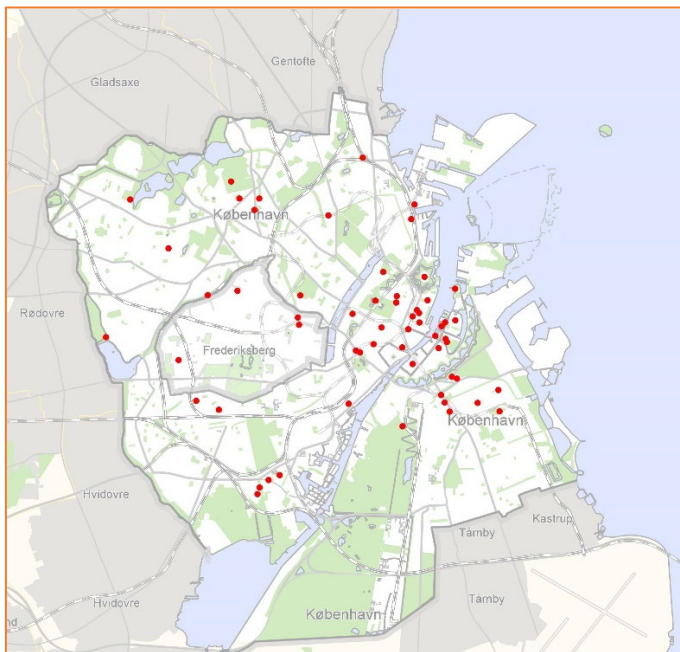 Gentofte
Gladsaxe
København
Rødovre
Frederiksberg
København
Hvidovre
Kastrup
Tårnby
Hvidovre
København
Tårnby
nd